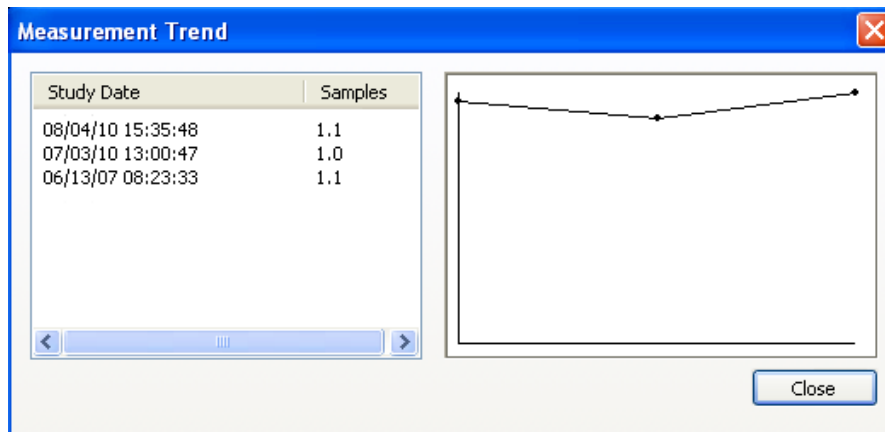 Measurement Trend
Study Date Samples
08/04/10 15:35:48 1.1
07/03/10 13:00:47 1.0
06/13/07 08:23:33 1.1
Close